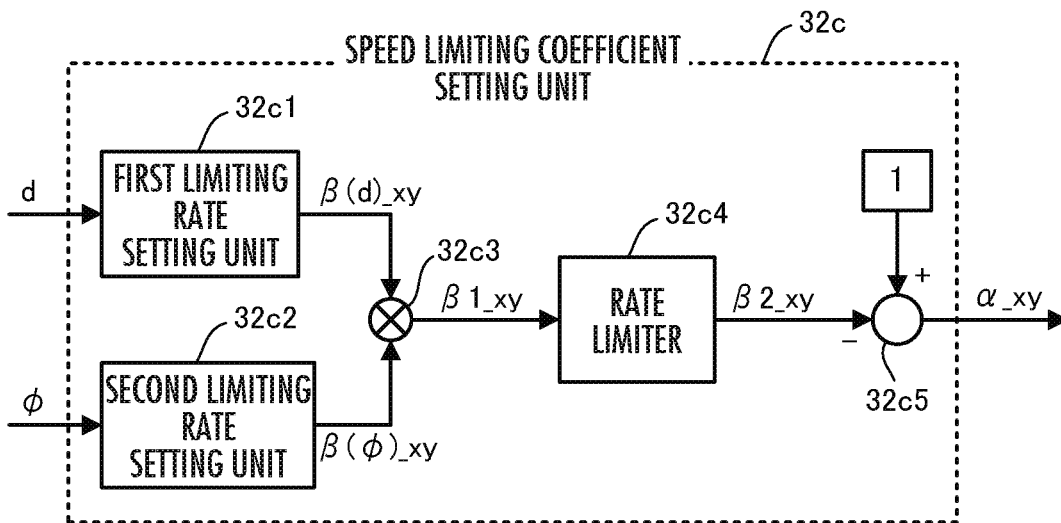 32c
SPEED LIMITING COEFFICIENT
SETTING UNIT
32c1
d
FIRST LIMITING
RATE
SETTING UNIT
β(d)_xy
1
32c4
32c3
+
β1_xy
RATE
LIMITER
β2_xy
−
α_xy
32c5
32c2
φ
SECOND LIMITING
RATE
SETTING UNIT
β(φ)_xy